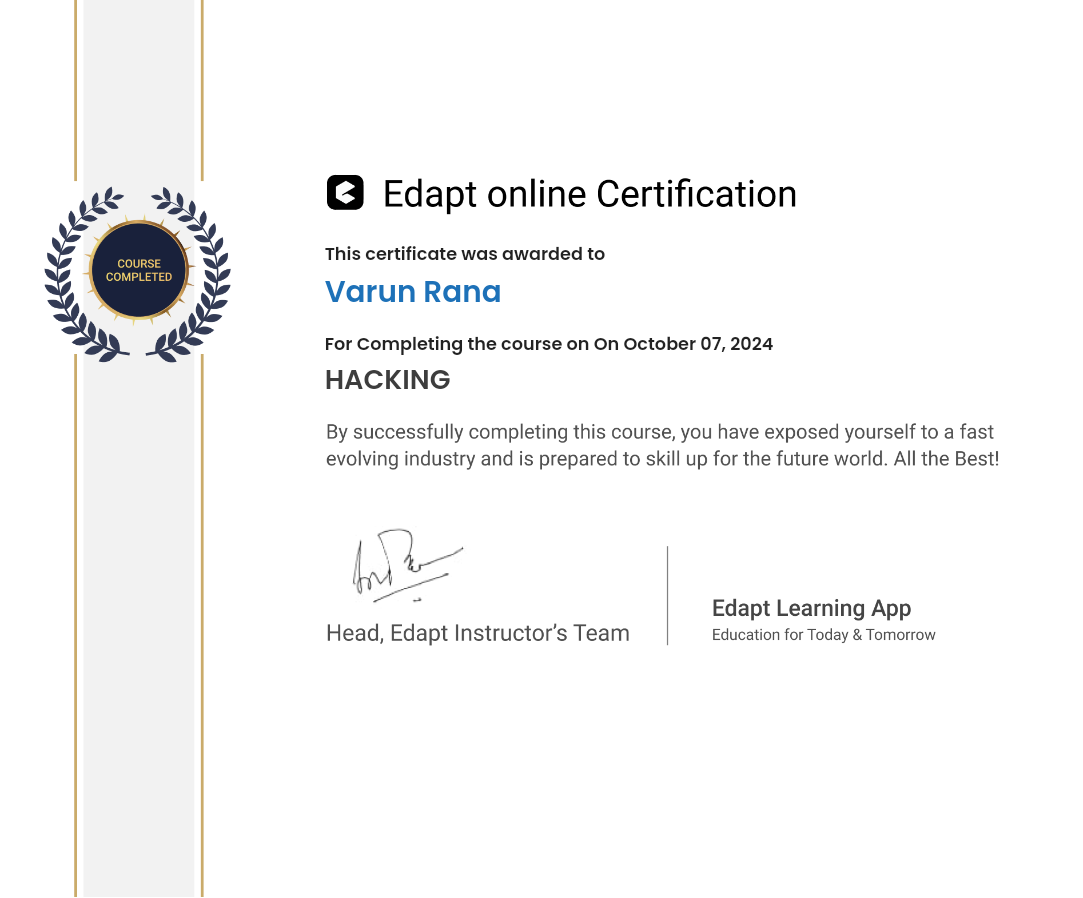 COURSE
COMPLETED
Edapt online Certification
This certificate was awarded to
Varun Rana
For Completing the course on On October 07, 2024
HACKING
By successfully completing this course, you have exposed yourself to a fast
evolving industry and is prepared to skill up for the future world. All the Best!
Head, Edapt Instructor’s Team
Edapt Learning App
Education for Today & Tomorrow